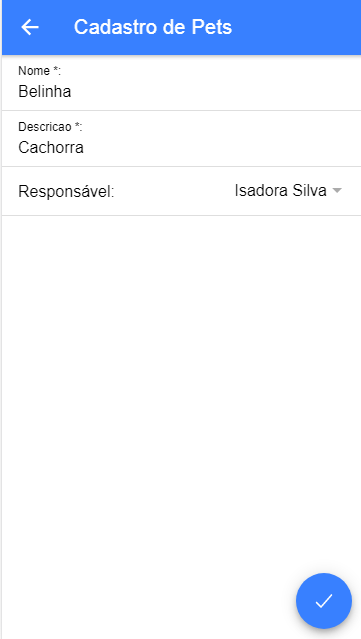 Cadastro de Pets
Nome *:
Belinha
Descricao *:
Cachorra
Responsável: Isadora Silva